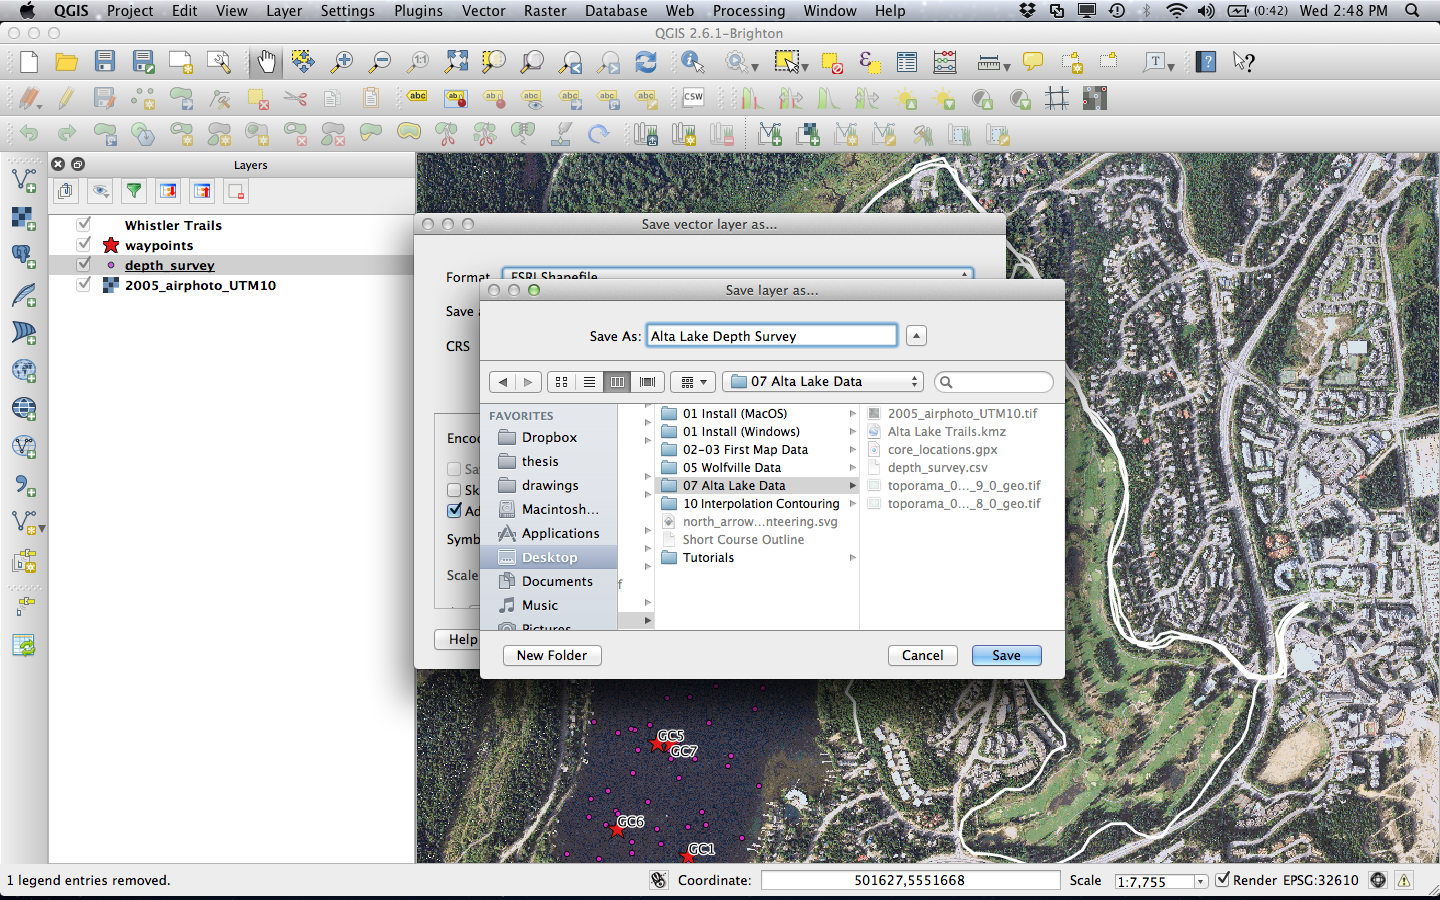 QGIS Project Edit View Layer Settings Plugins Vector Raster Database Web Processing Window Help (0:42) Wed 2:48 PM
QGIS 2.6.1-Brighton
Layers
Whistler Trails
waypoints
depth_survey
2005_airphoto_UTM10
Save vector layer as...
Format ESRI Shapefile
Save a
CRS
Enco
Sa
Sk
Ad
Symb
Scale
Help
Save layer as...
Save As: Alta Lake Depth Survey
07 Alta Lake Data
FAVORITES
Dropbox
thesis
drawings
Macintosh...
Applications
Desktop
Documents
Music
Pictures
01 Install (MacOS)
01 Install (Windows)
02-03 First Map Data
05 Wolfville Data
07 Alta Lake Data
10 Interpolation Contouring
north_arrow...nteering.svg
Short Course Outline
Tutorials
2005_airphoto_UTM10.tif
Alta Lake Trails.kmz
core_locations.gpx
depth_survey.csv
toporama_0..._9_0_geo.tif
toporama_0..._8_0_geo.tif
New Folder Cancel Save
GC5
GC7
GC6
GC1
1 legend entries removed. Coordinate: 501627,5551668 Scale 1:7,755 Render EPSG:32610